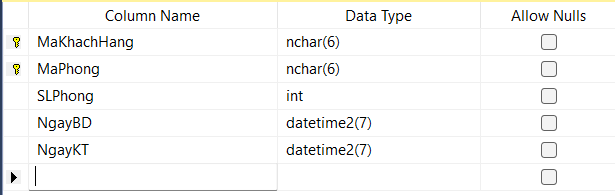 Column Name Data Type Allow Nulls
MaKhachHang nchar(6)
MaPhong nchar(6)
SLPhong int
NgayBD datetime2(7)
NgayKT datetime2(7)